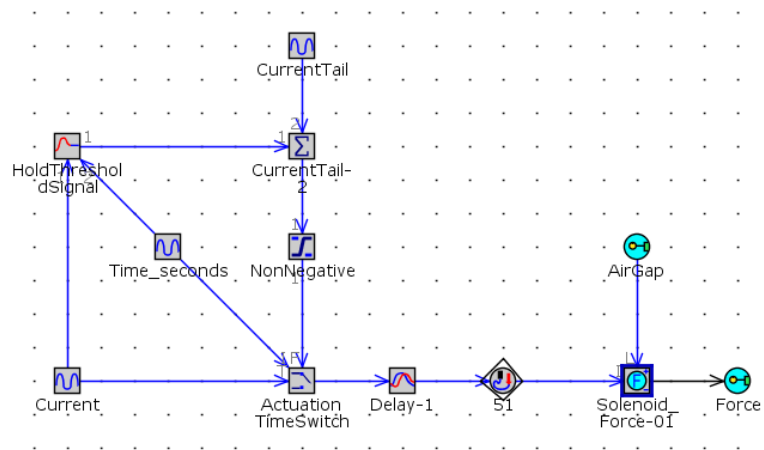 CurrentTail
2
1
1
HoldThreshol
dSignal
CurrentTail-
2
1
Time_seconds
NonNegative
1
AirGap
F
Current
Actuation_
TimeSwitch
Delay-1
51
Solenoid_
Force-01
F
Force